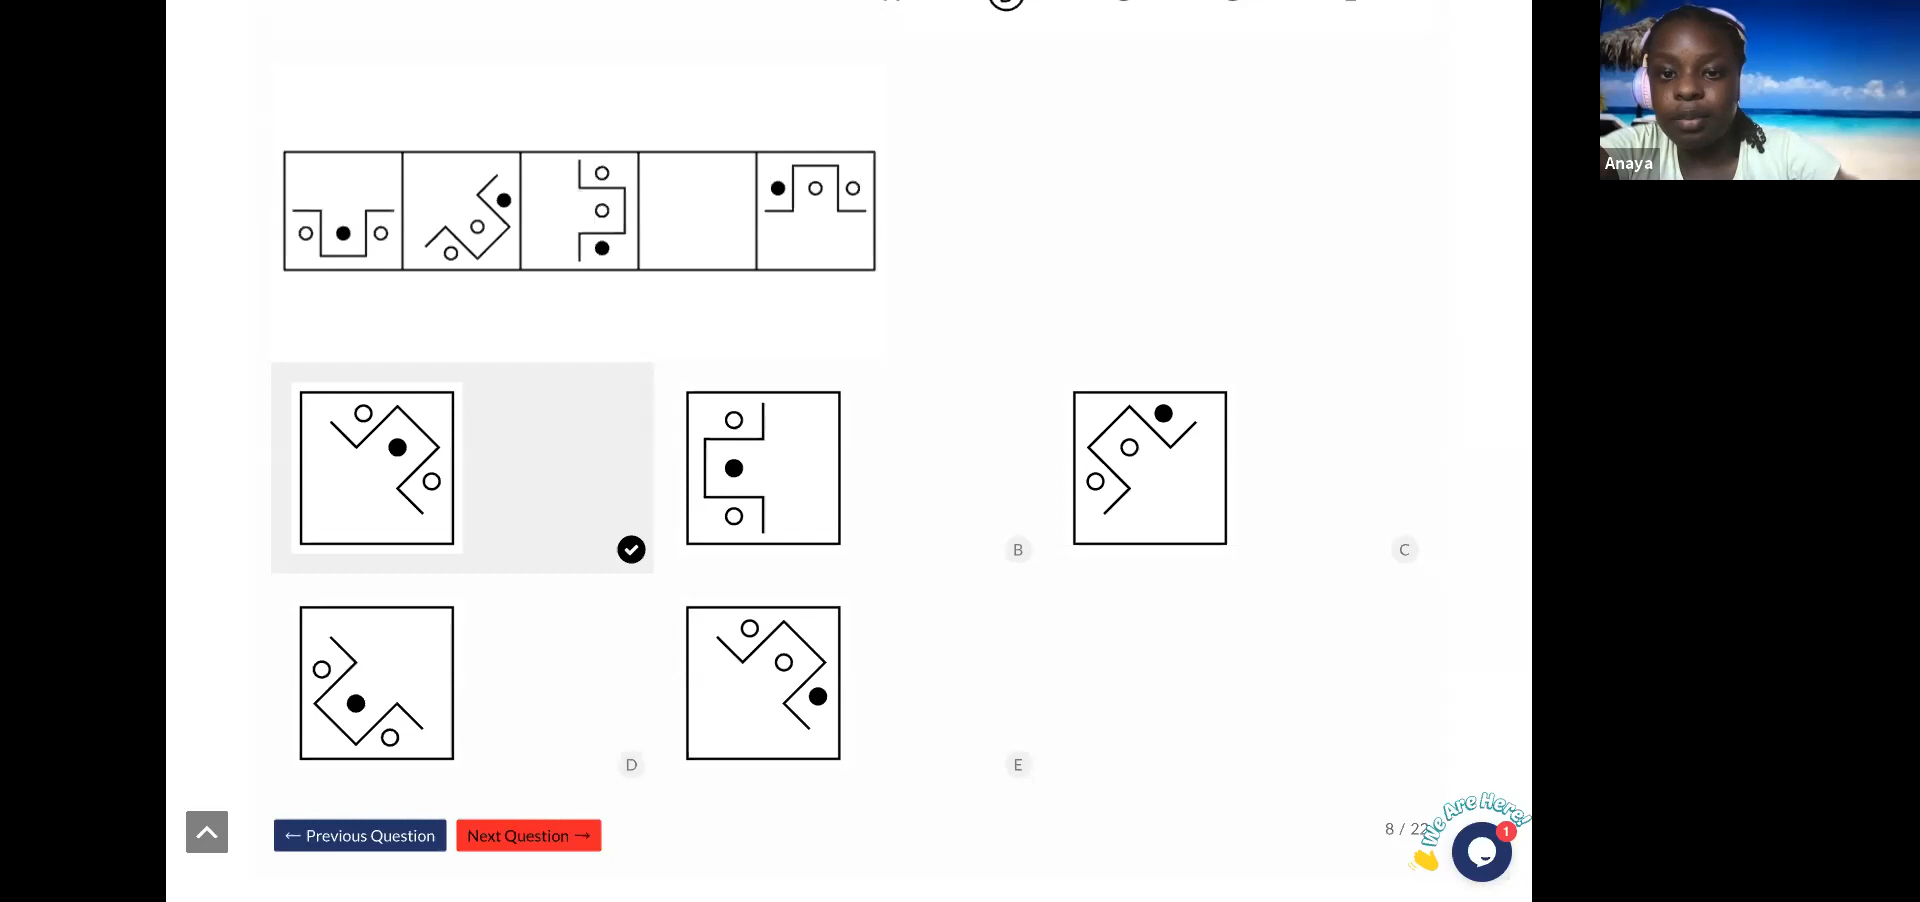 Anaya
B
C
D
E
← Previous Question
Next Question →
8 / 22
We Are Here!
1